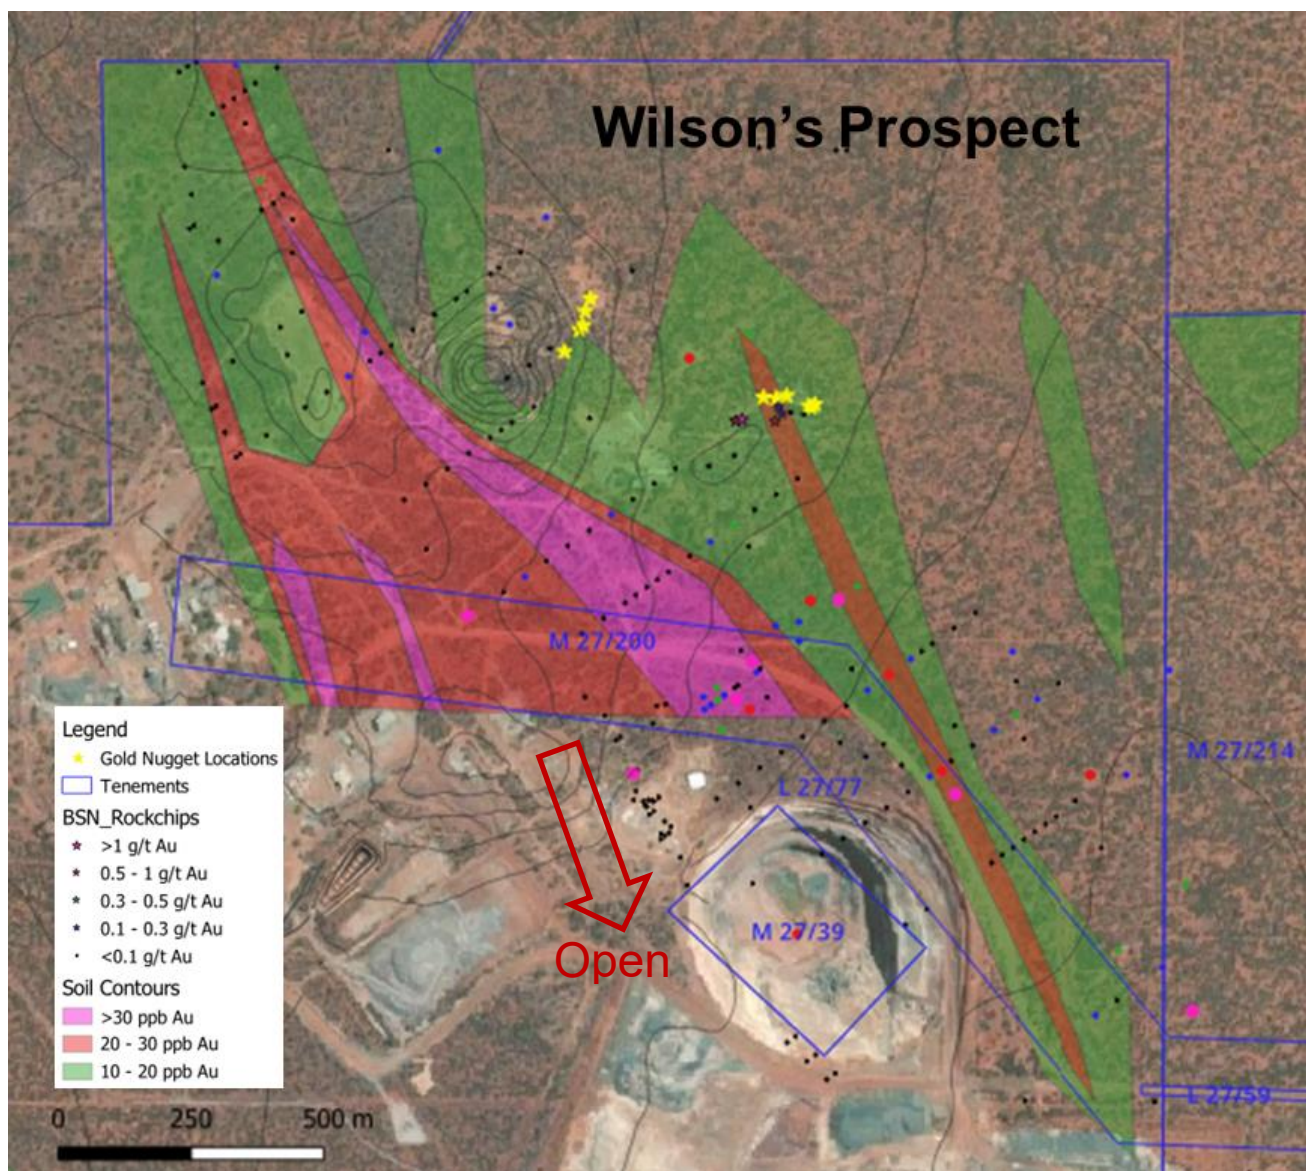 Wilson's Prospect
M 27/200
M 27/214
L 27/77
M 27/39
Open
L 27/59
Legend
Gold Nugget Locations
Tenements
BSN_Rockchips
>1 g/t Au
0.5 - 1 g/t Au
0.3 - 0.5 g/t Au
0.1 - 0.3 g/t Au
<0.1 g/t Au
Soil Contours
>30 ppb Au
20 - 30 ppb Au
10 - 20 ppb Au
0 250 500 m